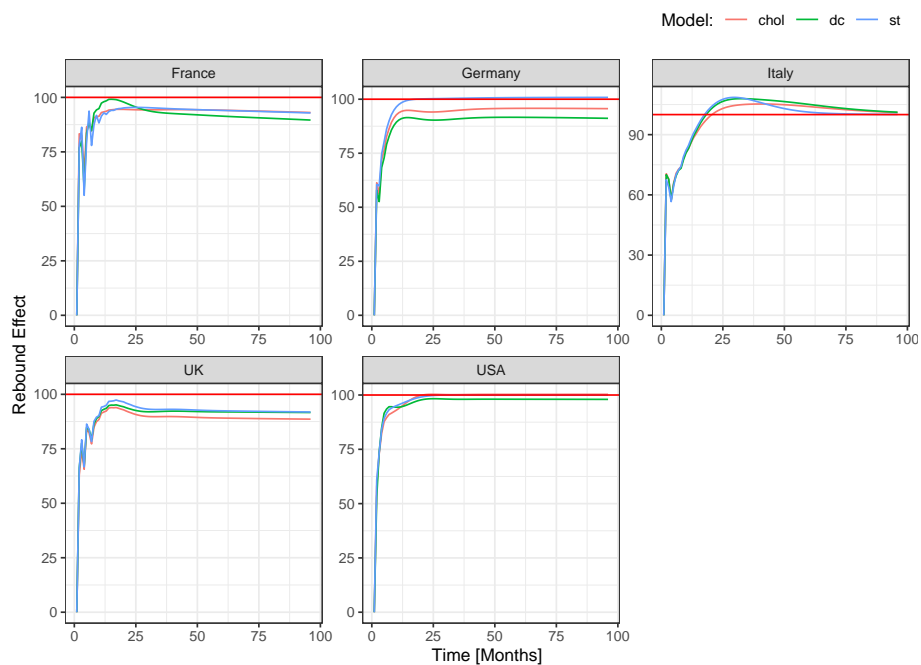 Model: chol dc st
France Germany Italy
100 100
90
75 75
60
50 50
30
25 25
0 0 0
0 25 50 75 100 0 25 50 75 100 0 25 50 75 100
Rebound Effect
UK USA
100 100
75 75
50 50
25 25
0 0
0 25 50 75 100 0 25 50 75 100
Time [Months]